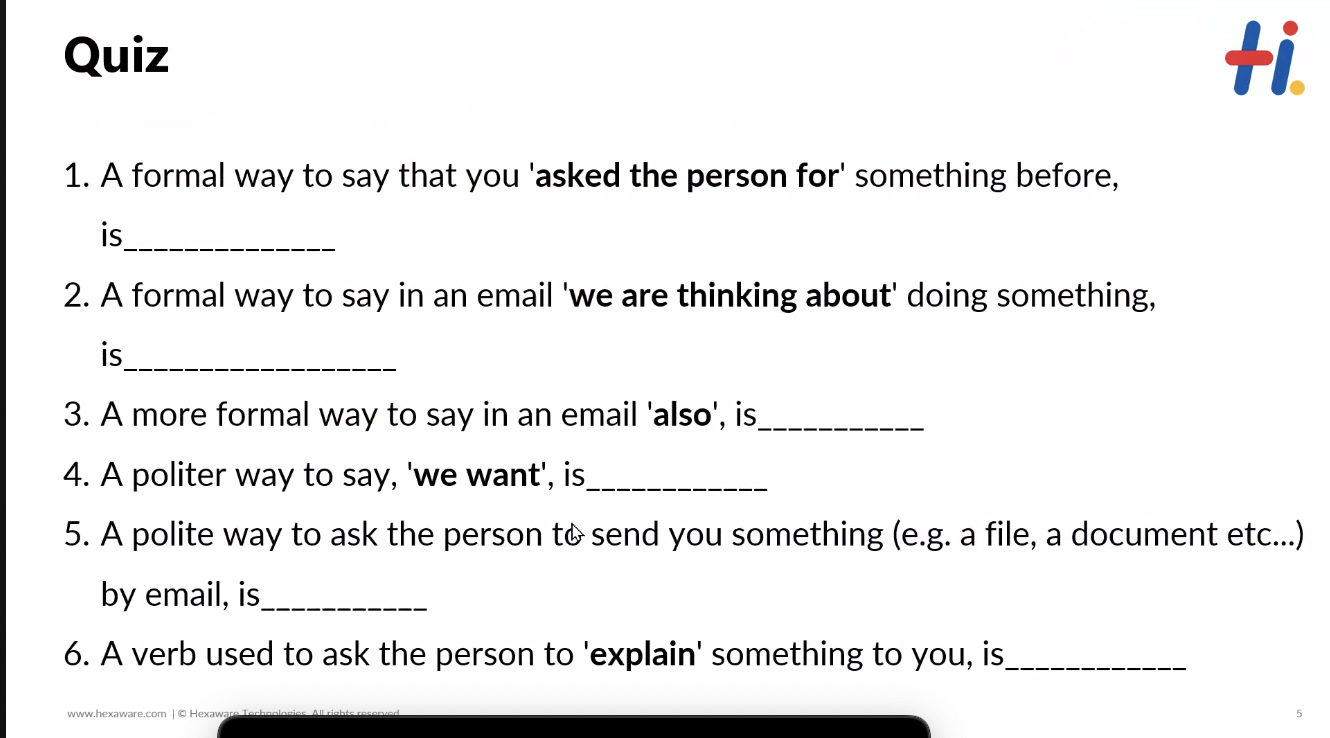 Quiz
1. A formal way to say that you 'asked the person for' something before,
is______________
2. A formal way to say in an email 'we are thinking about' doing something,
is__________________
3. A more formal way to say in an email 'also', is___________
4. A politer way to say, 'we want', is____________
5. A polite way to ask the person to send you something (e.g. a file, a document etc...)
by email, is___________
6. A verb used to ask the person to 'explain' something to you, is____________
www.hexaware.com | © Hexaware Technologies. All rights reserved.
5